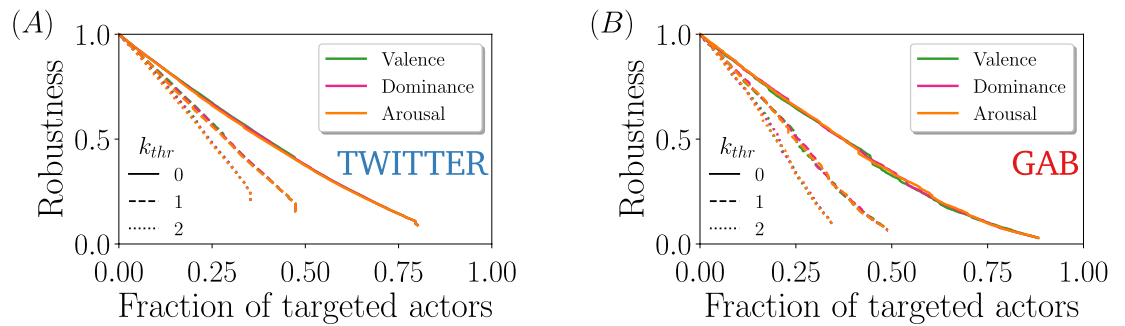 (A)
Robustness
1.0
0.5
0.0
Valence
Dominance
Arousal
TWITTER
k_thr
0
1
2
0.00 0.25 0.50 0.75 1.00
Fraction of targeted actors
(B)
Robustness
1.0
0.5
0.0
Valence
Dominance
Arousal
GAB
k_thr
0
1
2
0.00 0.25 0.50 0.75 1.00
Fraction of targeted actors